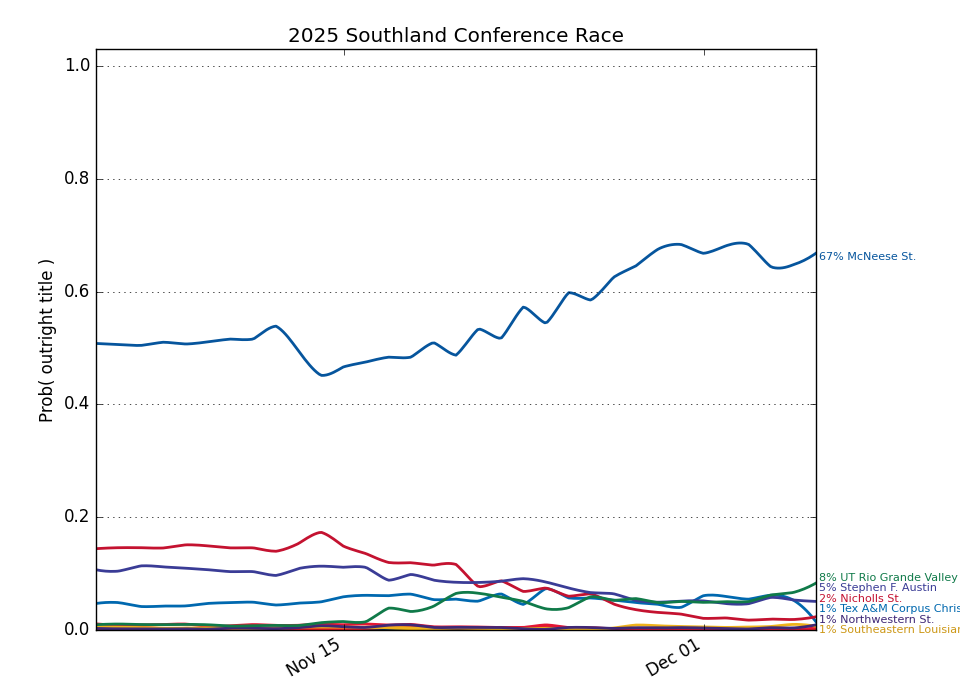 2025 Southland Conference Race
Prob( outright title )
1.0
0.8
0.6
0.4
0.2
0.0
Nov 15
Dec 01
67% McNeese St.
8% UT Rio Grande Valley
5% Stephen F. Austin
2% Nicholls St.
1% Tex A&M Corpus Chris
1% Northwestern St.
1% Southeastern Louisian